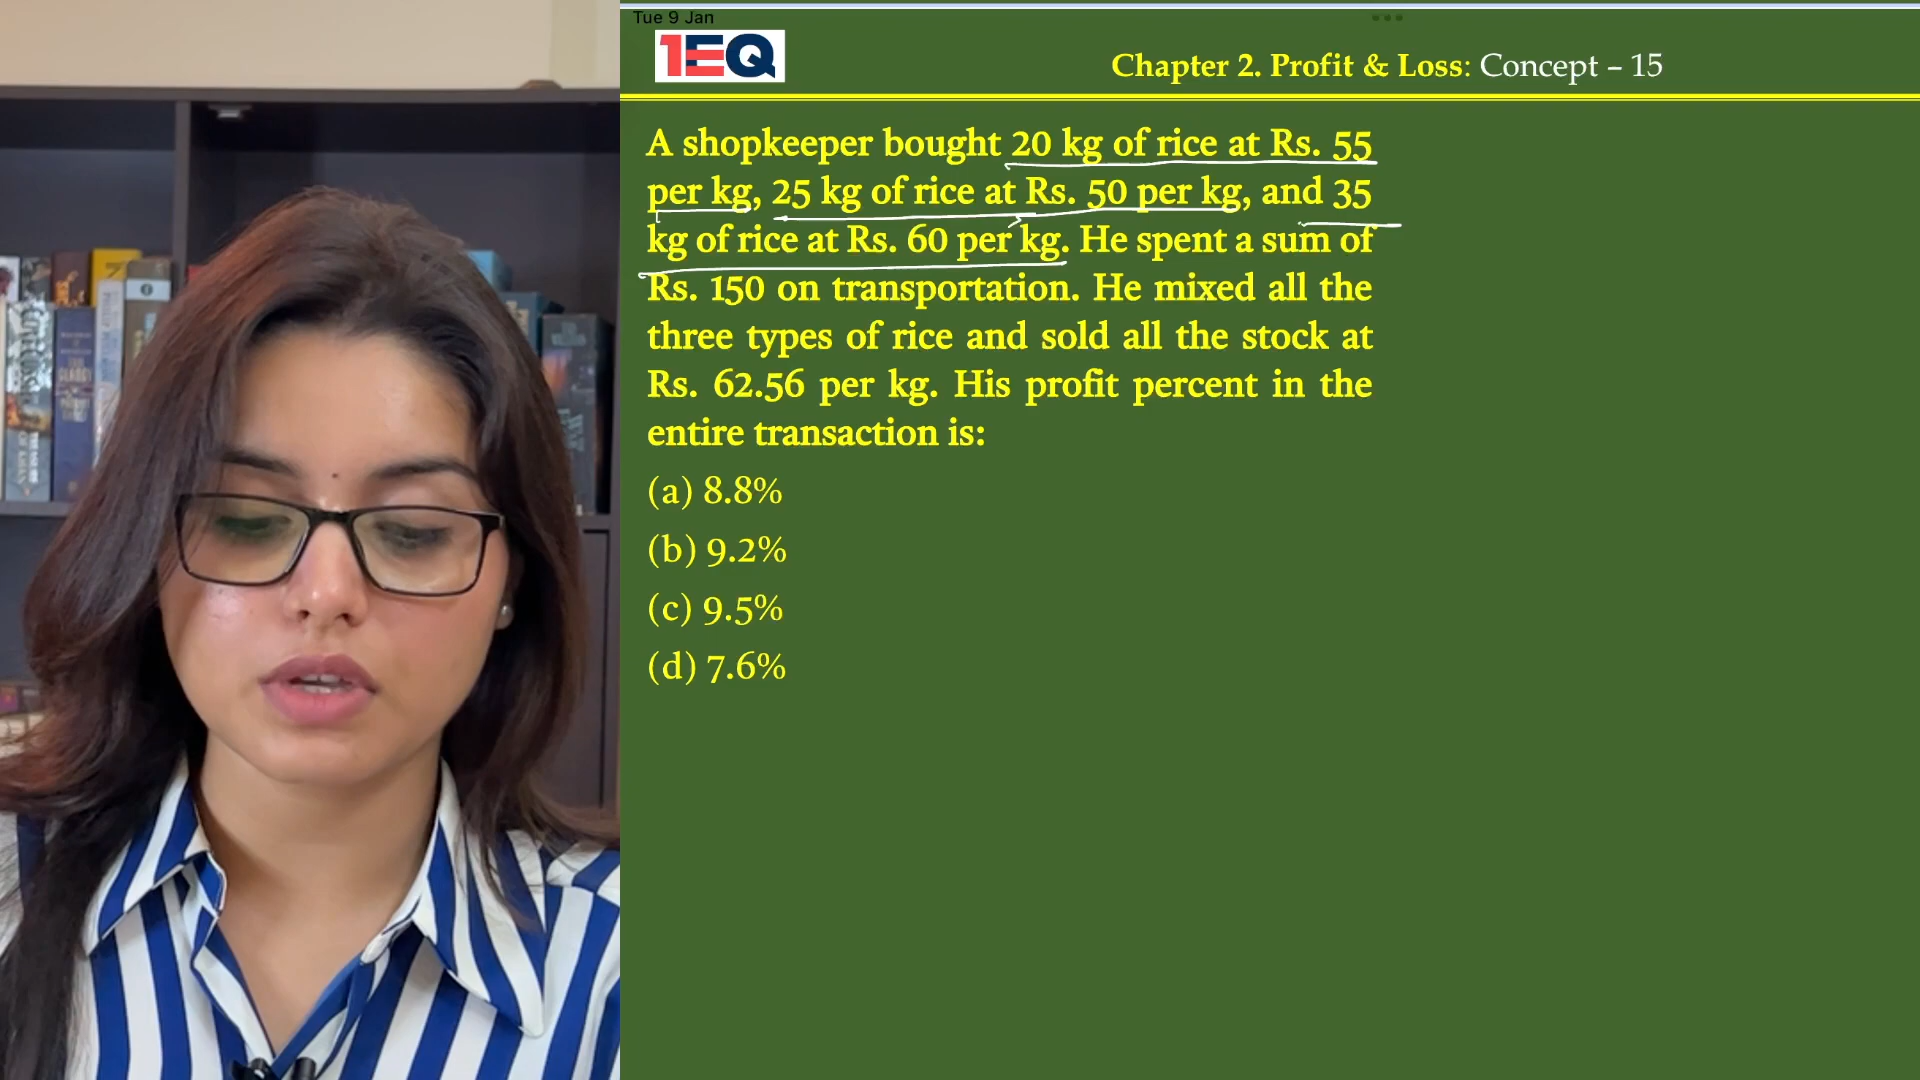 Tue 9 Jan
1EQ
Chapter 2. Profit & Loss: Concept – 15
A shopkeeper bought 20 kg of rice at Rs. 55
per kg, 25 kg of rice at Rs. 50 per kg, and 35
kg of rice at Rs. 60 per kg. He spent a sum of
Rs. 150 on transportation. He mixed all the
three types of rice and sold all the stock at
Rs. 62.56 per kg. His profit percent in the
entire transaction is:
(a) 8.8%
(b) 9.2%
(c) 9.5%
(d) 7.6%